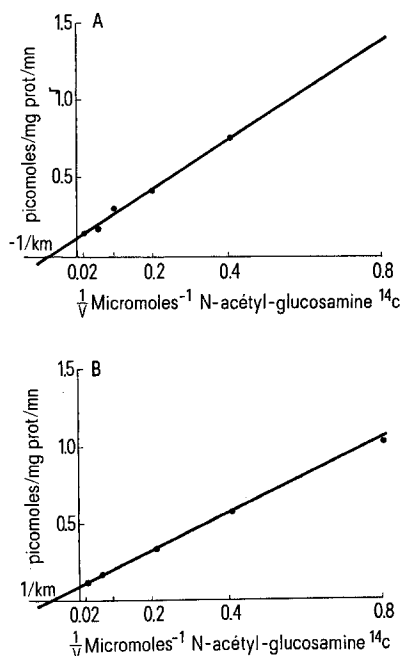 A
1.5
1.0
0.5
picomoles/mg prot/mn
-1/km
0.02 0.2 0.4 0.8
1/V Micromoles⁻¹ N-acétyl-glucosamine ¹⁴c
B
1.5
1.0
0.5
picomoles/mg prot/mn
1/km
0.02 0.2 0.4 0.8
1/V Micromoles⁻¹ N-acétyl-glucosamine ¹⁴c